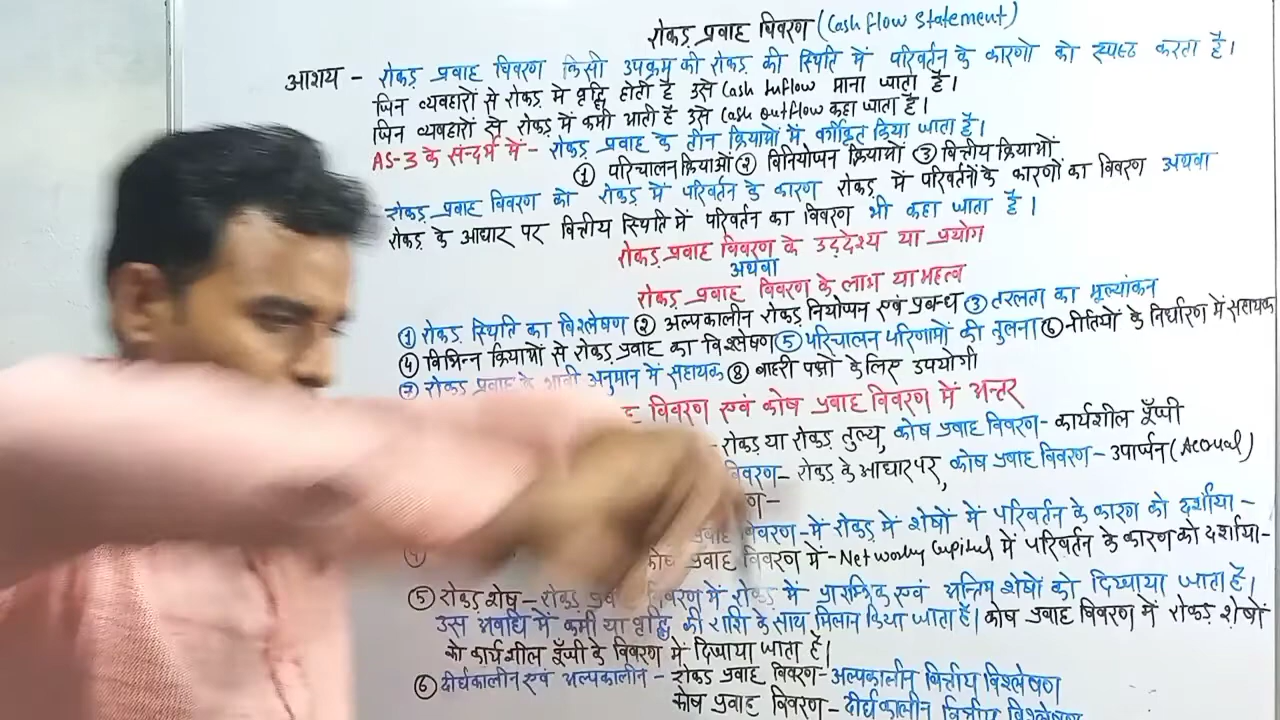 रोकड़ प्रवाह विवरण (Cash flow Statement)
आशय - रोकड़ प्रवाह विवरण किसी उपक्रम की रोकड़ की स्थिति में परिवर्तन के कारणो को स्पष्ट करता है।
जिन व्यवहारों से रोकड़ मे वृद्धि होती है उसे Cash Inflow माना जाता है।
जिन व्यवहारों से रोकड़ में कमी आती है उसे Cash outflow कहा जाता है।
AS-3 के संदर्भ में - रोकड़ प्रवाह के तीन क्रियाओं में वर्गीकृत किया जाता है।
① परिचालन क्रियाओं ② विनियोजन क्रियाओं ③ वित्तीय क्रियाओं
रोकड़ प्रवाह विवरण को रोकड़ में परिवर्तन के कारण रोकड़ में परिवर्तनों के कारणों का विवरण अथवा
रोकड़ के आधार पर वित्तीय स्थिति में परिवर्तन का विवरण भी कहा जाता है।
रोकड़ प्रवाह विवरण के उद्देश्य या प्रयोग
अथवा
रोकड़ प्रवाह विवरण के लाभ या महत्व
① रोकड़ स्थिति का विश्लेषण ② अल्पकालीन रोकड़ नियोजन एवं प्रबन्ध ③ तरलता का मूल्यांकन
④ विभिन्न क्रियाओं से रोकड़ प्रवाह का विश्लेषण ⑤ परिचालन परिणामों की तुलना ⑥ नीतियों के निर्धारण में सहायक
⑦ रोकड़ प्रवाह के भावी अनुमान में सहायक ⑧ बाहरी पक्षों के लिए उपयोगी
विवरण एवं कोष प्रवाह विवरण में अन्तर
- रोकड़ या रोकड़ तुल्य, कोष प्रवाह विवरण - कार्यशील पूँजी
विवरण - रोकड़ के आधार पर, कोष प्रवाह विवरण - उपार्जन (Accrual)
प्रवाह विवरण - में रोकड़ में शेषों में परिवर्तन के कारण को दर्शाया -
④ कोष प्रवाह विवरण में - Net Working Capital में परिवर्तन के कारण को दर्शाया -
⑤ रोकड़ शेष - रोकड़ प्रवाह विवरण में रोकड़ में प्रारम्भिक एवं अन्तिम शेषों को दिखाया जाता है।
उस अवधि में कमी या वृद्धि की राशि के साथ मिलान किया जाता है। कोष प्रवाह विवरण में रोकड़ शेषों
को कार्यशील पूँजी के विवरण में दिखाया जाता है।
⑥ दीर्घकालीन एवं अल्पकालीन - रोकड़ प्रवाह विवरण - अल्पकालीन वित्तीय विश्लेषण
कोष प्रवाह विवरण - दीर्घकालीन वित्तीय विश्लेषण